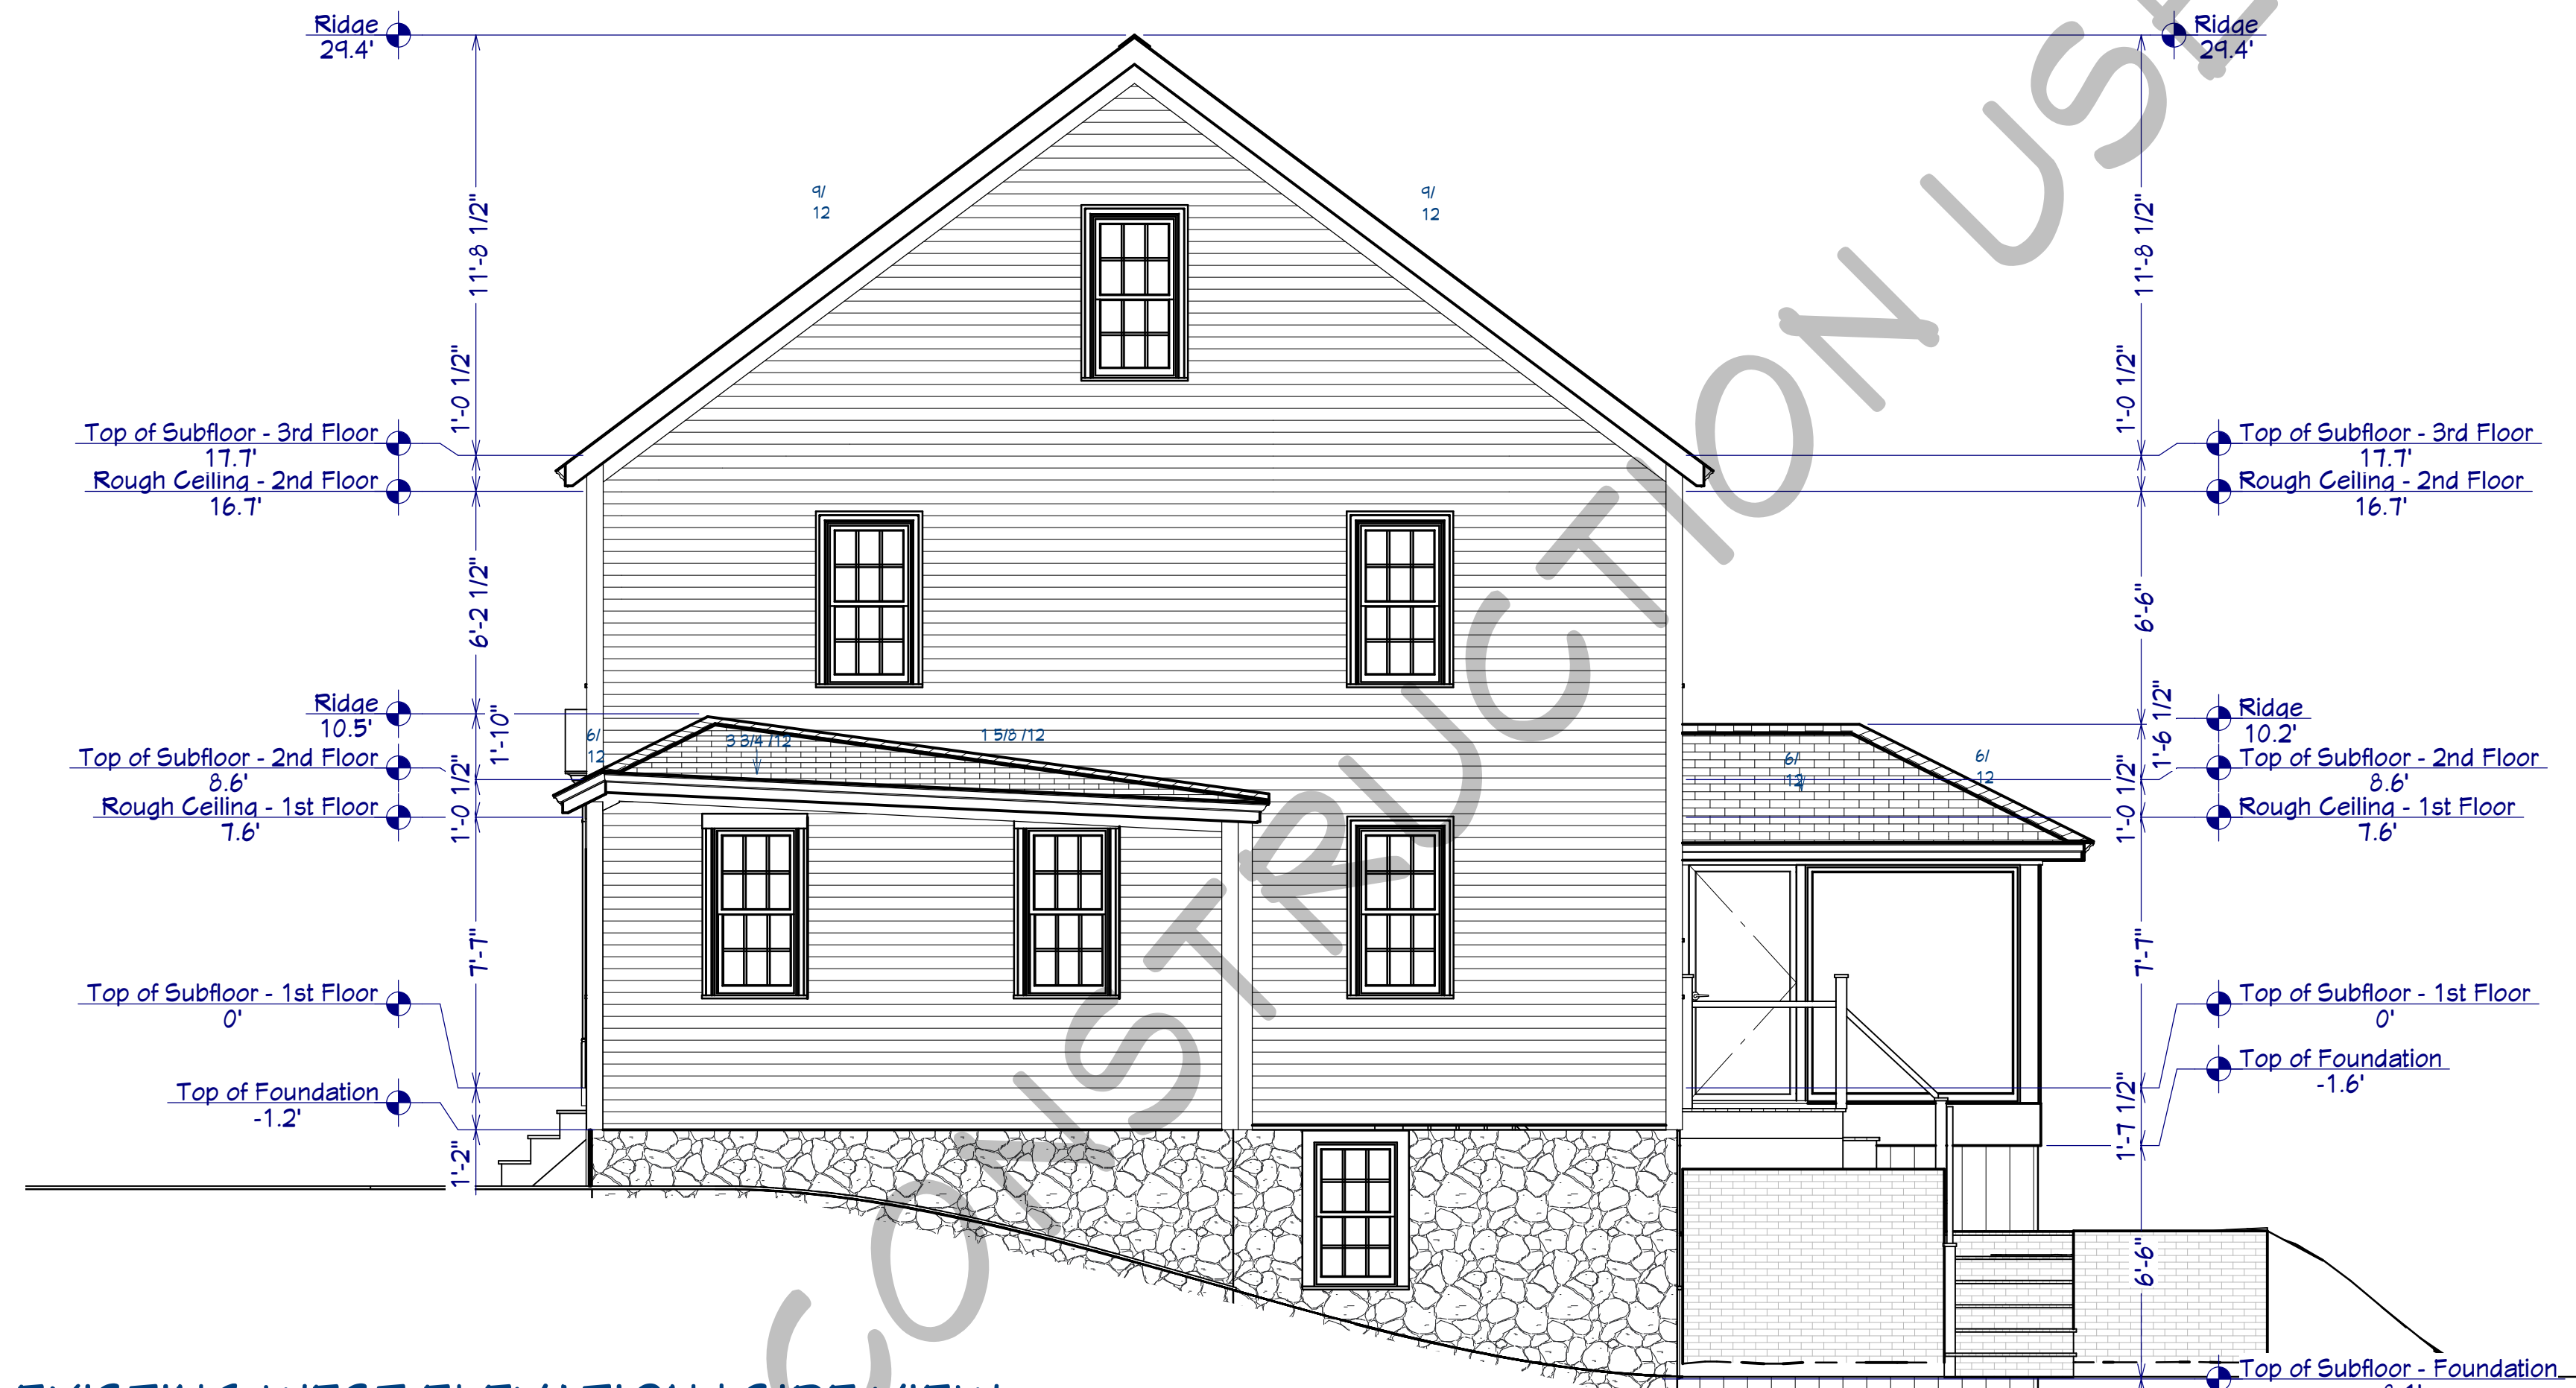 Ridge
29.4'
Ridge
29.4'
9/
12
9/
12
11'-8 1/2"
11'-8 1/2"
1'-0 1/2"
1'-0 1/2"
Top of Subfloor - 3rd Floor
17.7'
Rough Ceiling - 2nd Floor
16.7'
Top of Subfloor - 3rd Floor
17.7'
Rough Ceiling - 2nd Floor
16.7'
6'-2 1/2"
6'-6"
Ridge
10.5'
1'-10"
6/
12
3 3/4 /12
1 5/8 /12
6/
12
6/
12
1'-6 1/2"
Ridge
10.2'
Top of Subfloor - 2nd Floor
8.6'
Rough Ceiling - 1st Floor
7.6'
1'-0 1/2"
1'-0 1/2"
Top of Subfloor - 2nd Floor
8.6'
Rough Ceiling - 1st Floor
7.6'
7'-7"
7'-7"
Top of Subfloor - 1st Floor
0'
Top of Foundation
-1.2'
Top of Subfloor - 1st Floor
0'
Top of Foundation
-1.6'
1'-2"
1'-7 1/2"
6'-6"
Top of Subfloor - Foundation
CONSTRUCTION USE
EXISTING WEST ELEVATION SIDE VIEW